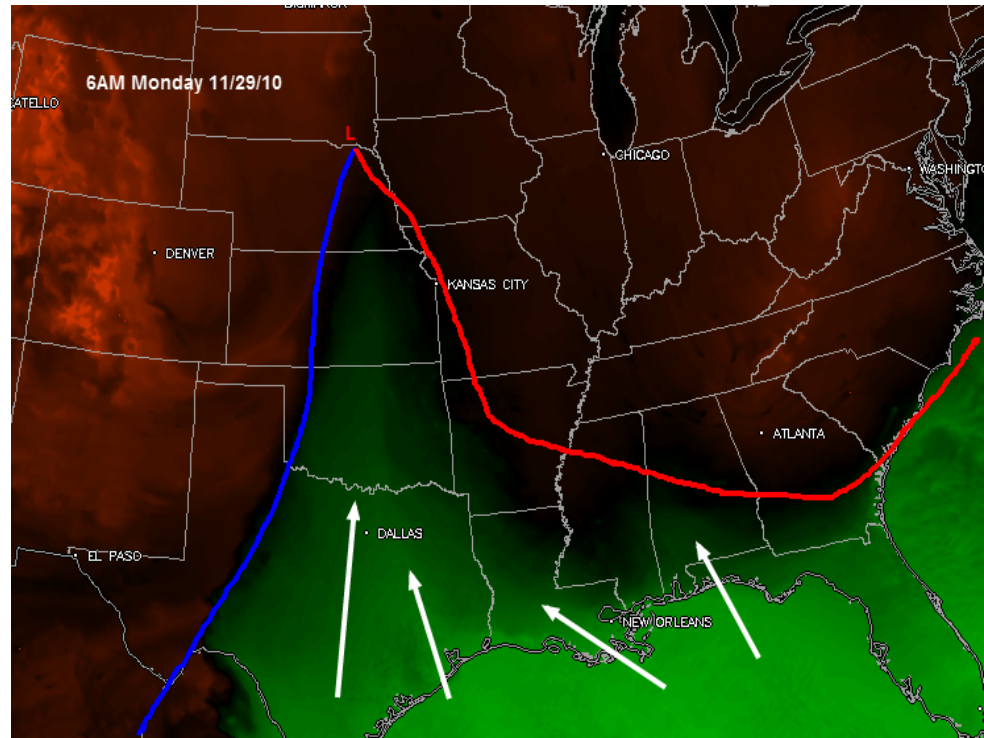 6AM Monday 11/29/10
CATELLO
L
CHICAGO
WASHINGTO
DENVER
KANSAS CITY
ATLANTA
DALLAS
EL PASO
NEW ORLEANS